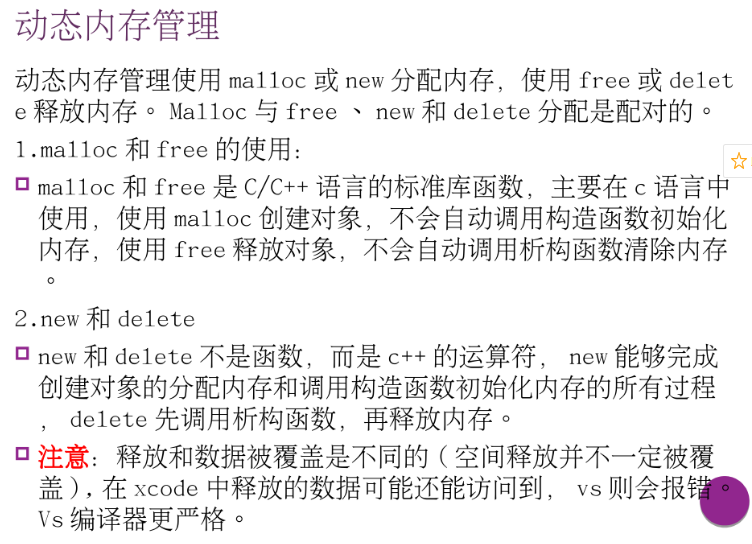 动态内存管理
动态内存管理使用 malloc 或 new 分配内存，使用 free 或 delet
e 释放内存。 Malloc 与 free 、 new 和 delete 分配是配对的。
1.malloc 和 free 的使用：
malloc 和 free 是 C/C++ 语言的标准库函数，主要在 c 语言中
使用，使用 malloc 创建对象，不会自动调用构造函数初始化
内存，使用 free 释放对象，不会自动调用析构函数清除内存
。
2.new 和 delete
new 和 delete 不是函数，而是 c++ 的运算符， new 能够完成
创建对象的分配内存和调用构造函数初始化内存的所有过程
， delete 先调用析构函数，再释放内存。
注意：释放和数据被覆盖是不同的（空间释放并不一定被覆
盖），在 xcode 中释放的数据可能还能访问到， vs 则会报错。
Vs 编译器更严格。